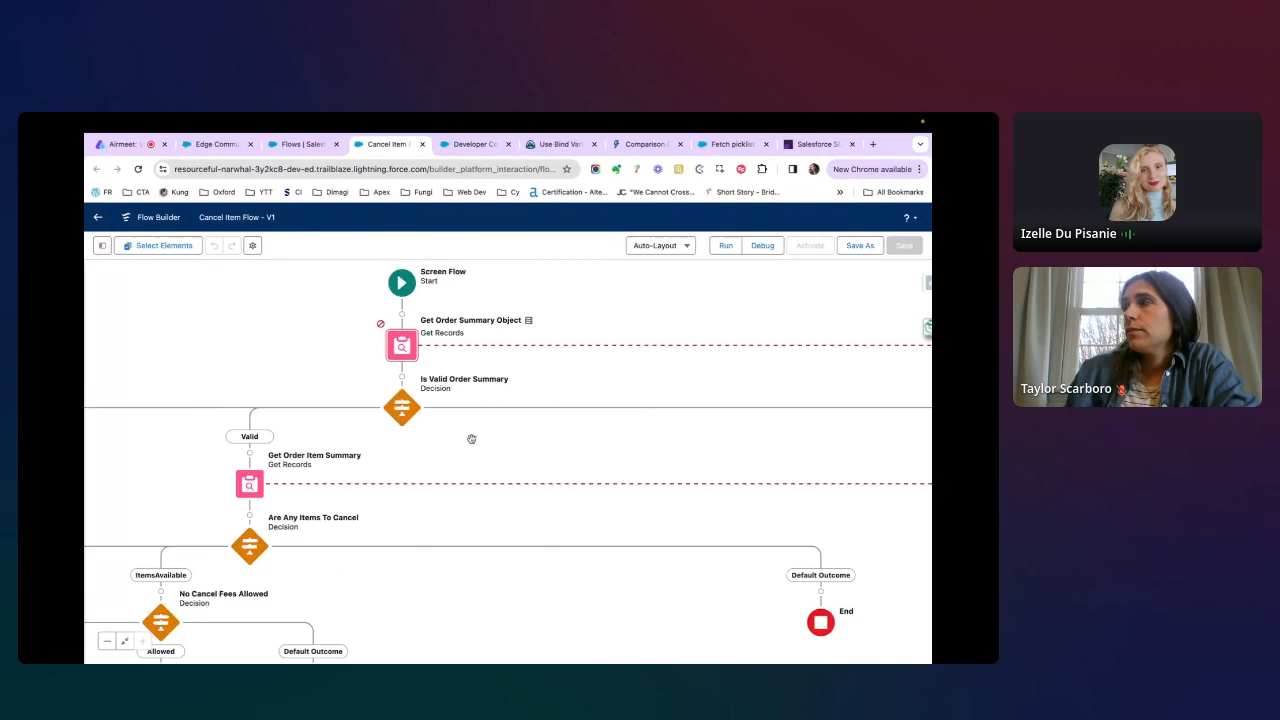 Airmeet: S
Edge Commu
Flows | Sales
Cancel Item F
Developer Co
Use Bind Var
Comparison O
Fetch picklist
Salesforce SO
resourceful-narwhal-3y2kc8-dev-ed.trailblaze.lightning.force.com/builder_platform_interaction/flo...
New Chrome available
FR
CTA
Kung
Oxford
YTT
CI
Dimagi
Apex
Fungi
Web Dev
Cy
Certification - Alte...
"We Cannot Cross...
Short Story - Brid...
»
All Bookmarks
Flow Builder
Cancel Item Flow - V1
?
Select Elements
Auto-Layout
Run
Debug
Activate
Save As
Save
Screen Flow
Start
Get Order Summary Object
Get Records
Is Valid Order Summary
Decision
Valid
Get Order Item Summary
Get Records
Are Any Items To Cancel
Decision
ItemsAvailable
Default Outcome
No Cancel Fees Allowed
Decision
End
Allowed
Default Outcome
Izelle Du Pisanie
Taylor Scarboro